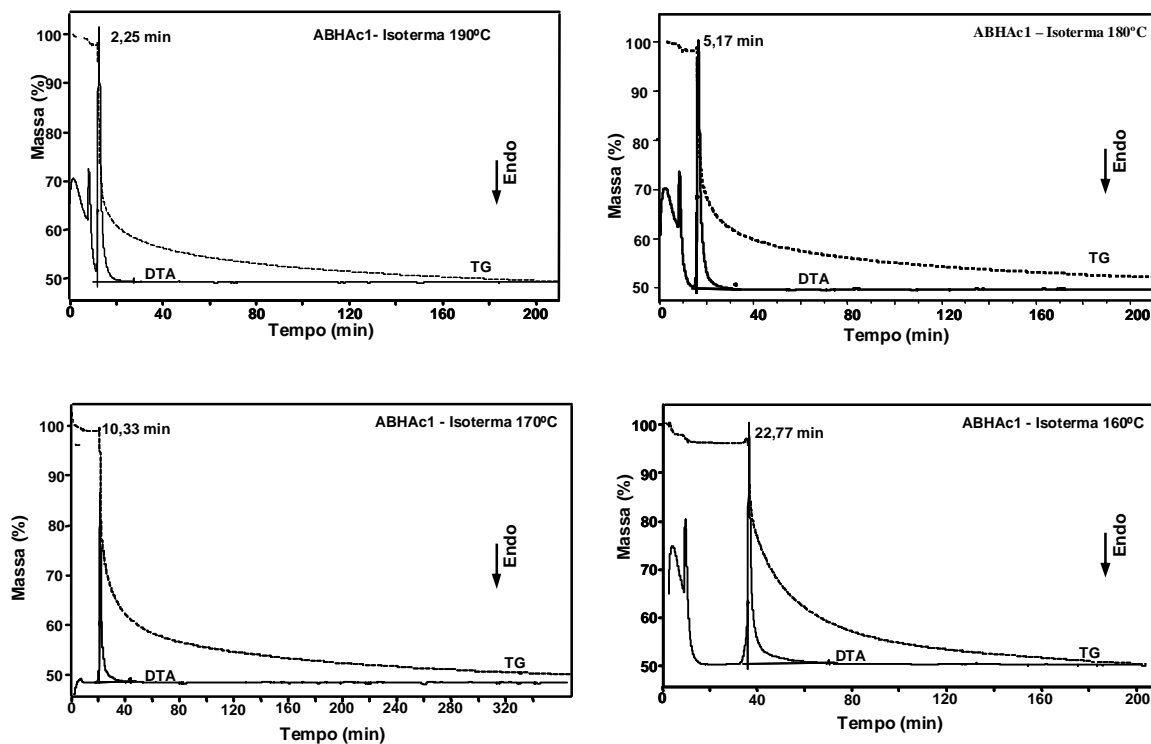 ABHAc1- Isoterma 190ºC
2,25 min
100
90
80
70
60
50
Massa (%)
Endo
TG
DTA
0
40
80
120
160
200
Tempo (min)
ABHAc1 – Isoterma 180ºC
5,17 min
100
90
80
70
60
50
Massa (%)
Endo
TG
DTA
0
40
80
120
160
200
Tempo (min)
ABHAc1 - Isoterma 170ºC
10,33 min
100
90
80
70
60
50
Massa (%)
Endo
TG
DTA
0
40
80
120
160
200
240
280
320
Tempo (min)
ABHAc1 - Isoterma 160ºC
22,77 min
100
90
80
70
60
50
Massa (%)
Endo
TG
DTA
0
40
80
120
160
200
Tempo (min)